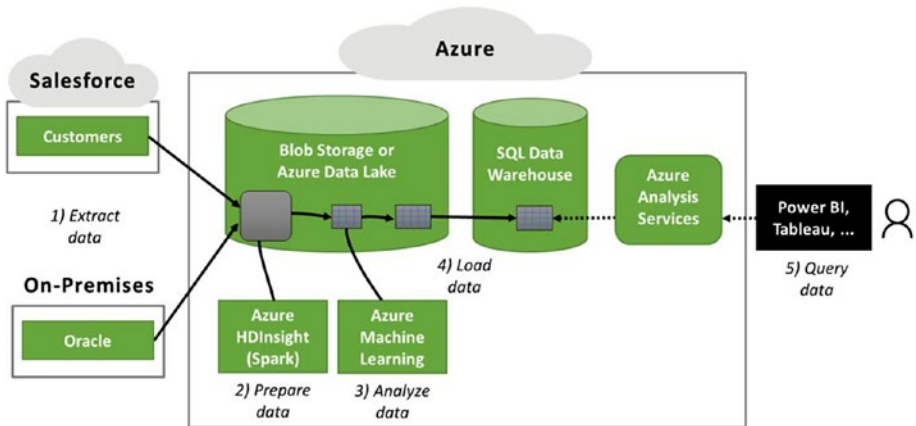 Azure
Salesforce
Customers
1) Extract
data
On-Premises
Oracle
Blob Storage or
Azure Data Lake
SQL Data
Warehouse
Azure
Analysis
Services
Power BI,
Tableau, ...
5) Query
data
4) Load
data
Azure
HDInsight
(Spark)
2) Prepare
data
Azure
Machine
Learning
3) Analyze
data